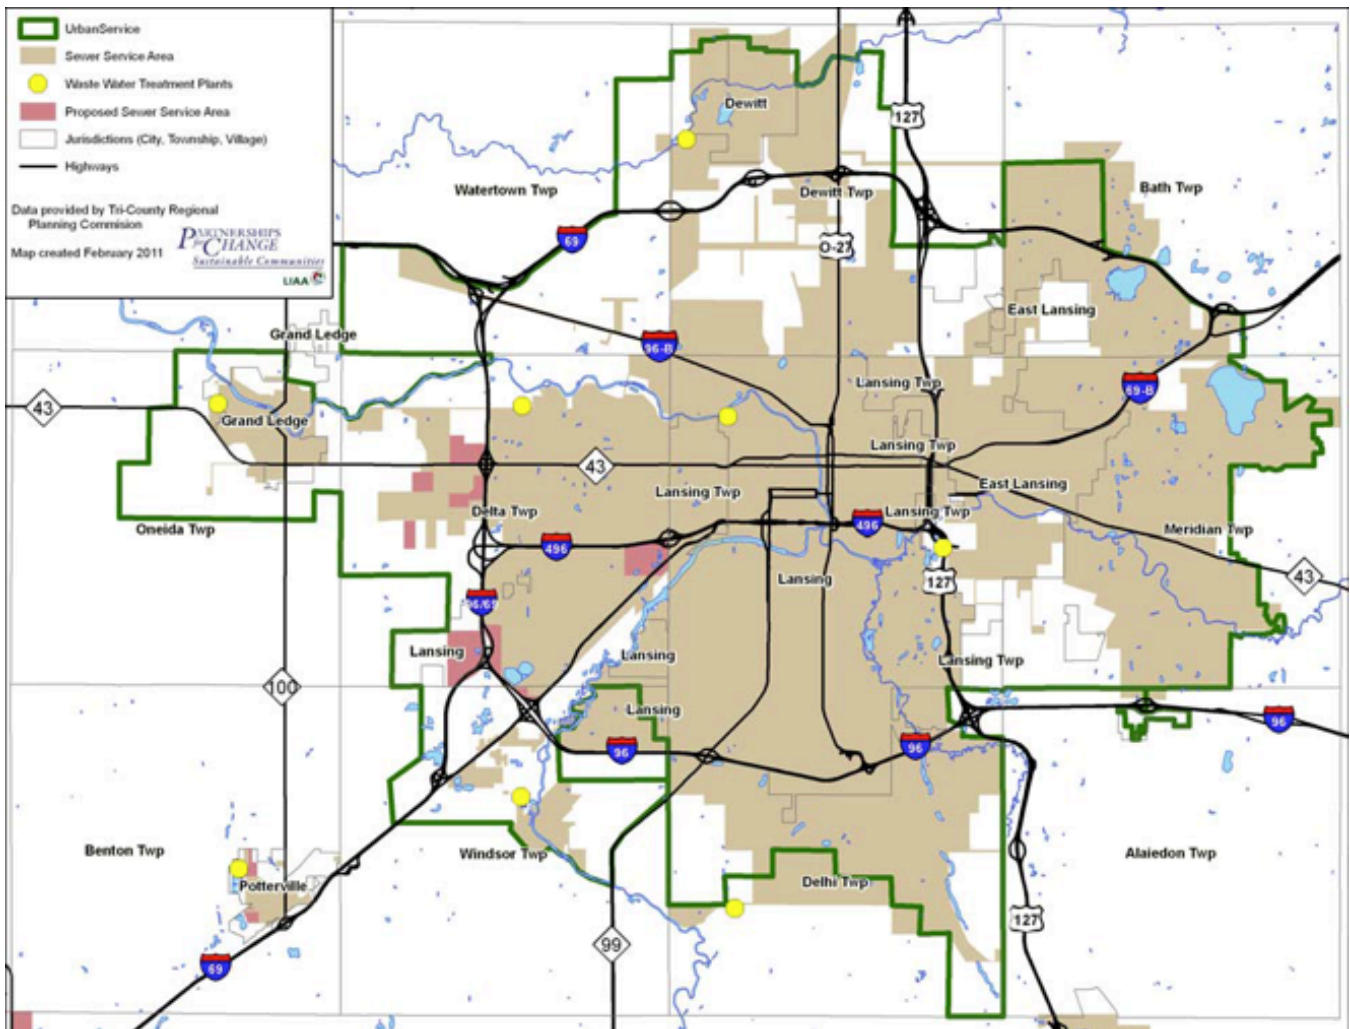 UrbanService
Sewer Service Area
Waste Water Treatment Plants
Proposed Sewer Service Area
Jurisdictions (City, Township, Village)
Highways
Data provided by Tri-County Regional
Planning Commision
Map created February 2011
PARTNERSHIPS
for CHANGE
Sustainable Communities
LIAA
Dewitt
127
Watertown Twp
Dewitt Twp
Bath Twp
69
O-27
Grand Ledge
East Lansing
96-B
43
Lansing Twp
69-B
Grand Ledge
Lansing Twp
43
Lansing Twp
East Lansing
Oneida Twp
Delta Twp
Lansing Twp
Meridian Twp
496
496
Lansing
127
43
96/69
Lansing
Lansing
Lansing Twp
100
Lansing
96
96
96
Benton Twp
Windsor Twp
Alaiedon Twp
Potterville
Delhi Twp
127
99
69